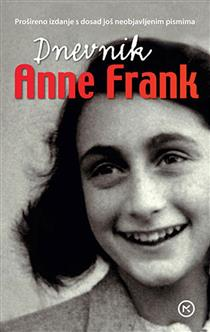 Prošireno izdanje s dosad još neobjavljenim pismima
Dnevnik
Anne Frank
M